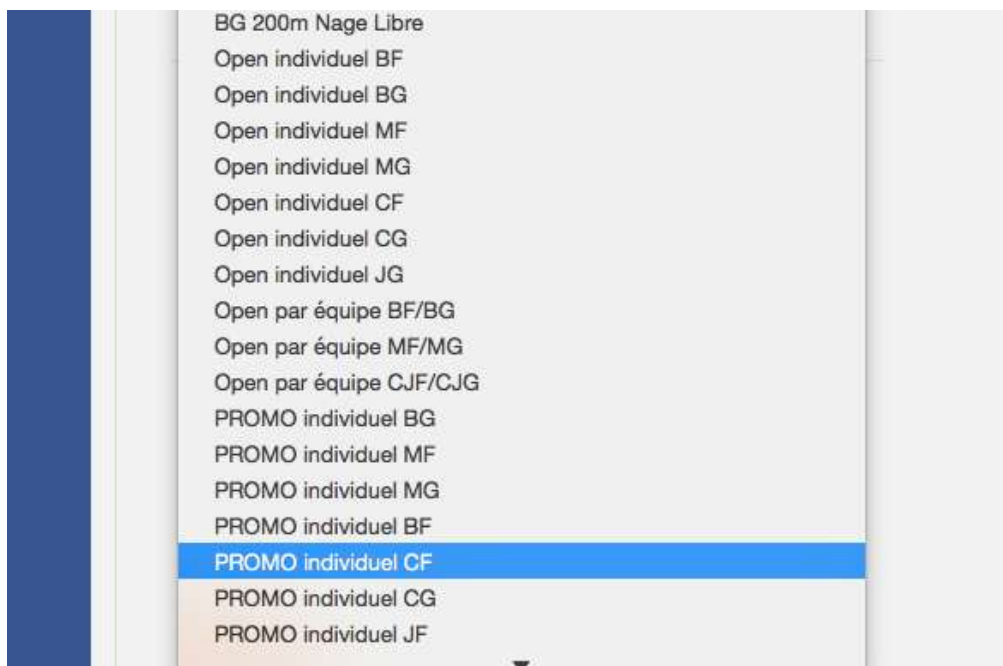 BG 200m Nage Libre
Open individuel BF
Open individuel BG
Open individuel MF
Open individuel MG
Open individuel CF
Open individuel CG
Open individuel JG
Open par équipe BF/BG
Open par équipe MF/MG
Open par équipe CJF/CJG
PROMO individuel BG
PROMO individuel MF
PROMO individuel MG
PROMO individuel BF
PROMO individuel CF
PROMO individuel CG
PROMO individuel JF